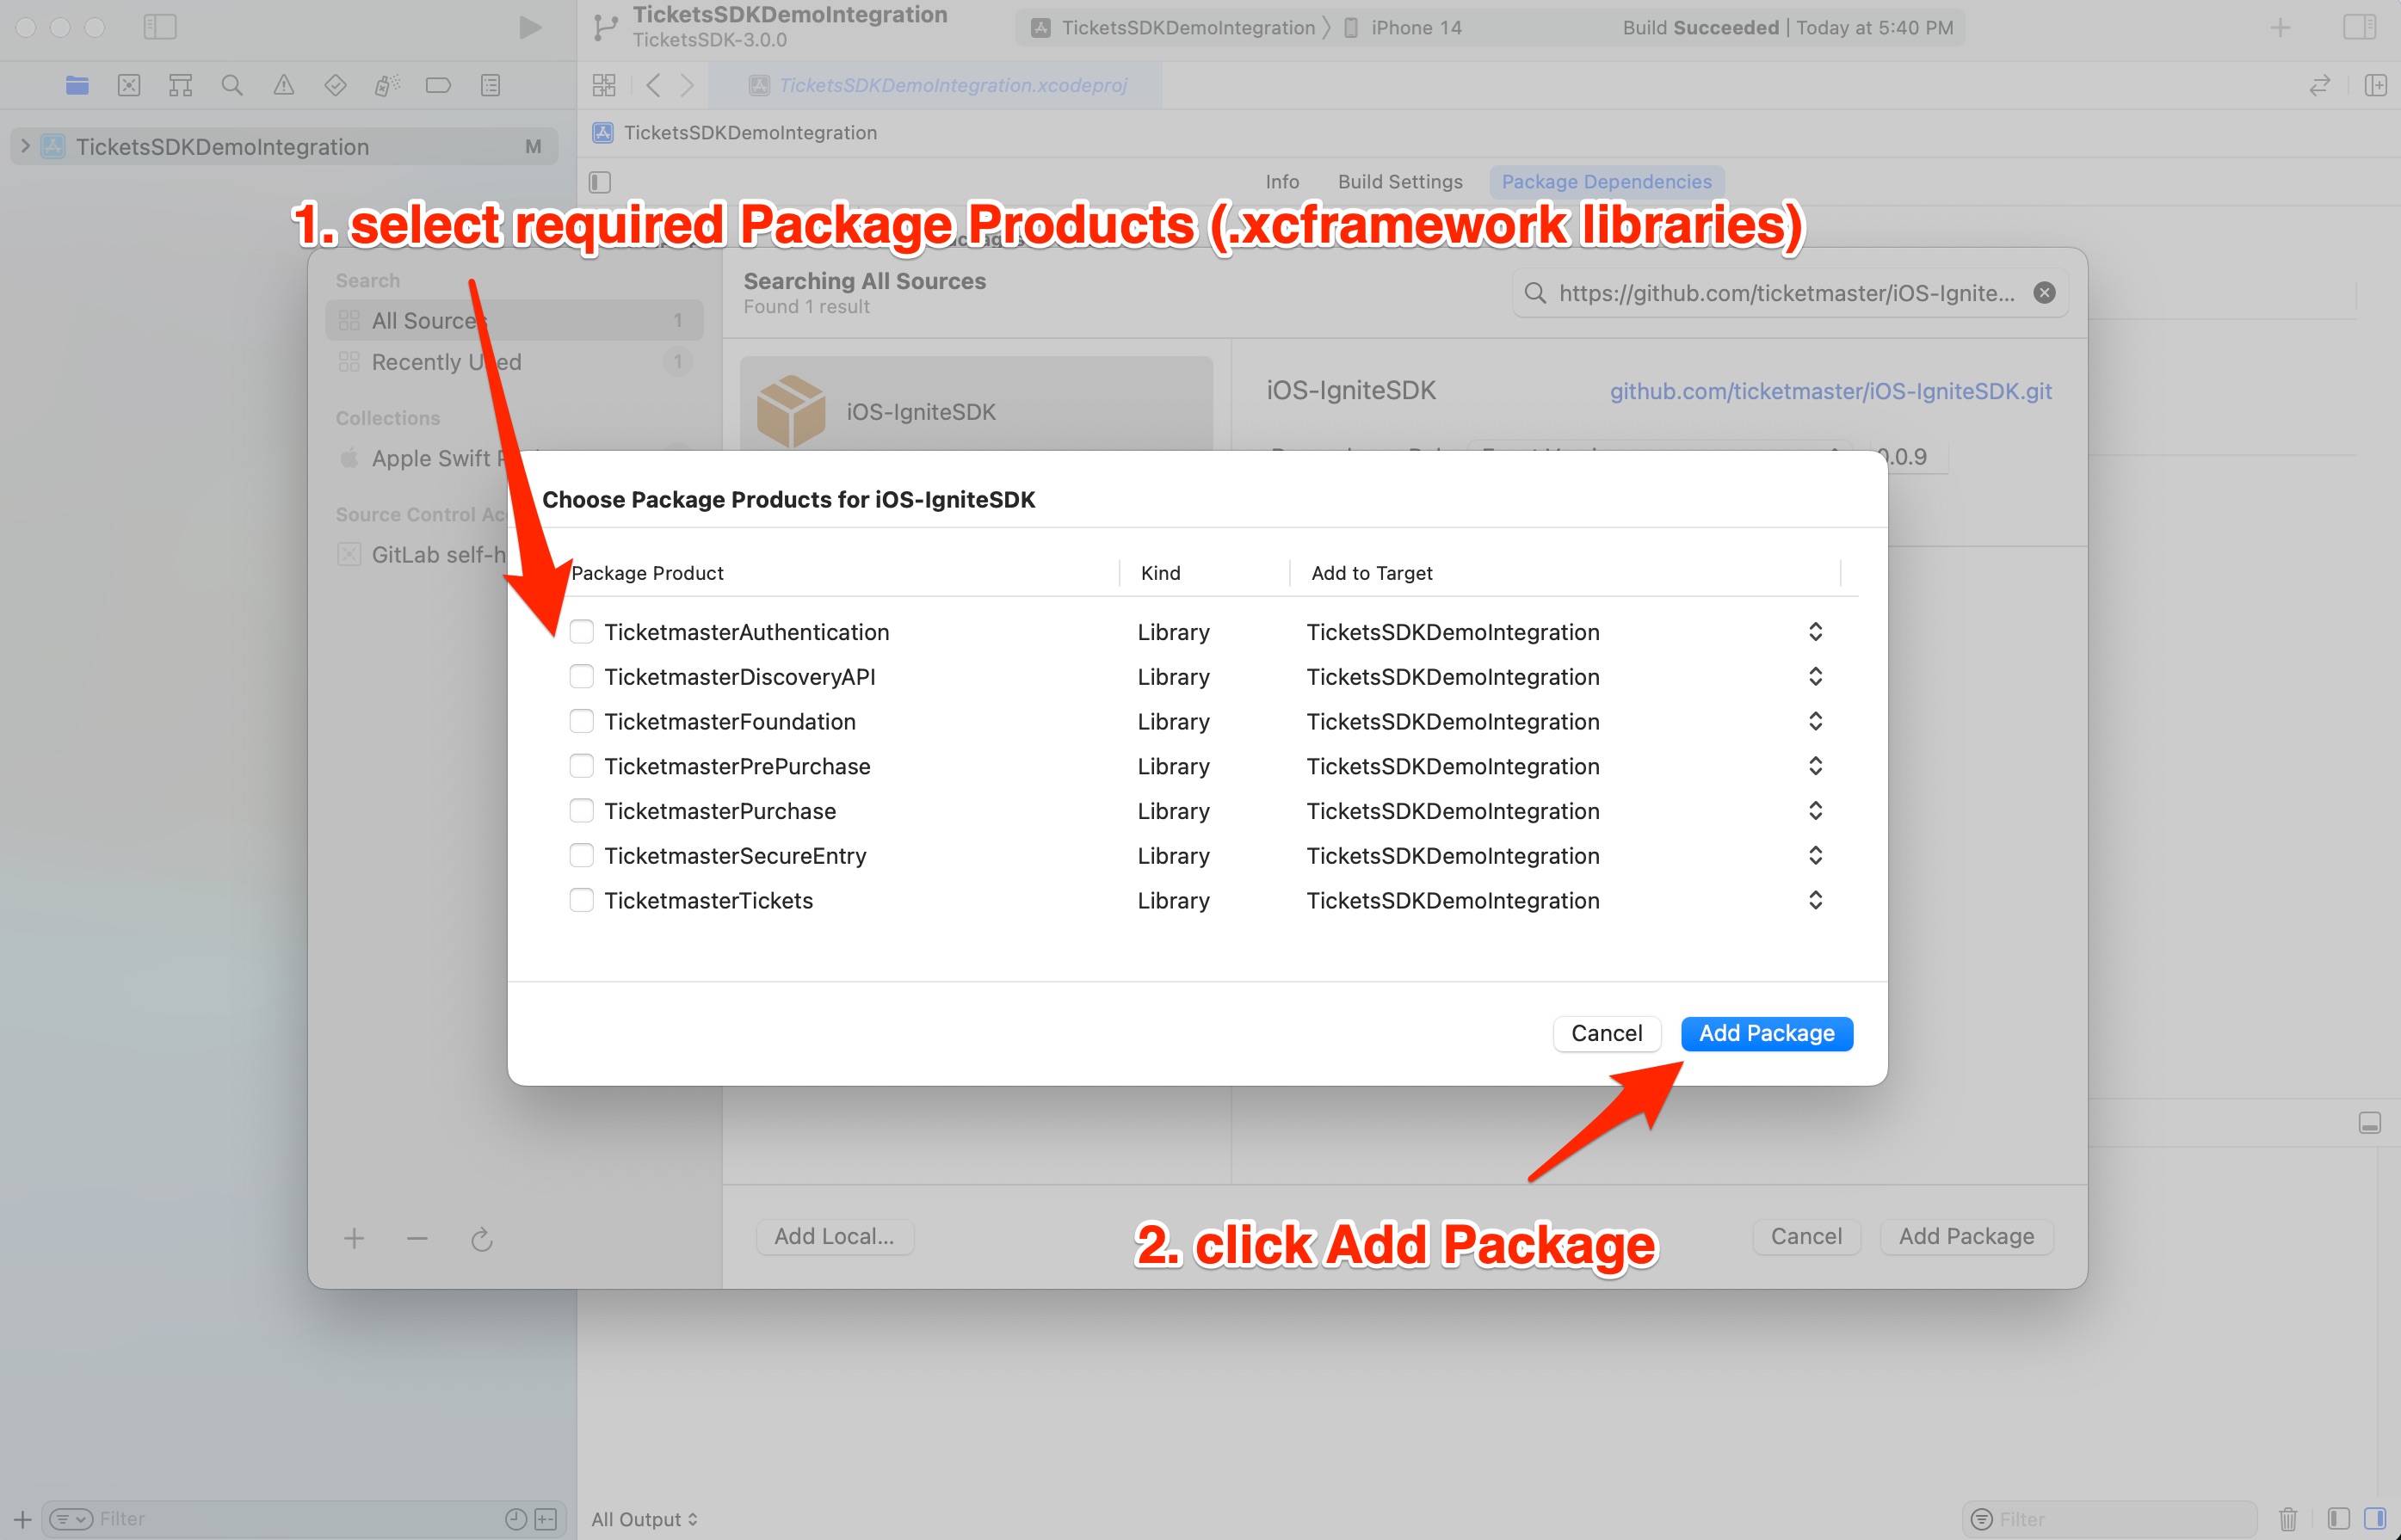 TicketsSDKDemoIntegration
TicketsSDK-3.0.0
TicketsSDKDemoIntegration
iPhone 14
Build Succeeded | Today at 5:40 PM
TicketsSDKDemoIntegration.xcodeproj
TicketsSDKDemoIntegration M
TicketsSDKDemoIntegration
Info Build Settings Package Dependencies
1. select required Package Products (.xcframework libraries)
Search
All Sources 1
Recently Used 1
Collections
Apple Swift
Source Control
GitLab
Searching All Sources
Found 1 result
https://github.com/ticketmaster/iOS-Ignite...
iOS-IgniteSDK
iOS-IgniteSDK
github.com/ticketmaster/iOS-IgniteSDK.git
0.0.9
Choose Package Products for iOS-IgniteSDK
Package Product Kind Add to Target
TicketmasterAuthentication Library TicketsSDKDemoIntegration
TicketmasterDiscoveryAPI Library TicketsSDKDemoIntegration
TicketmasterFoundation Library TicketsSDKDemoIntegration
TicketmasterPrePurchase Library TicketsSDKDemoIntegration
TicketmasterPurchase Library TicketsSDKDemoIntegration
TicketmasterSecureEntry Library TicketsSDKDemoIntegration
TicketmasterTickets Library TicketsSDKDemoIntegration
Cancel Add Package
Add Local...
2. click Add Package
Cancel Add Package
Filter
All Output
Filter